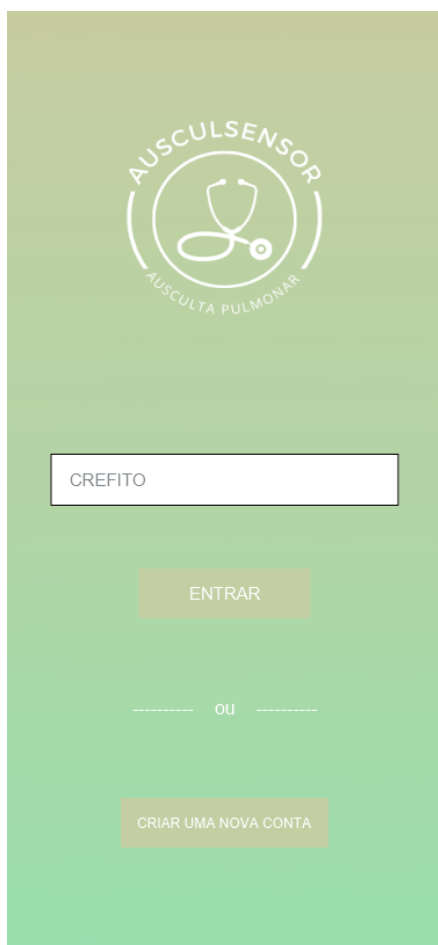 AUSCULSENSOR
AUSCULTA PULMONAR
CREFITO
ENTRAR
---------- ou ----------
CRIAR UMA NOVA CONTA